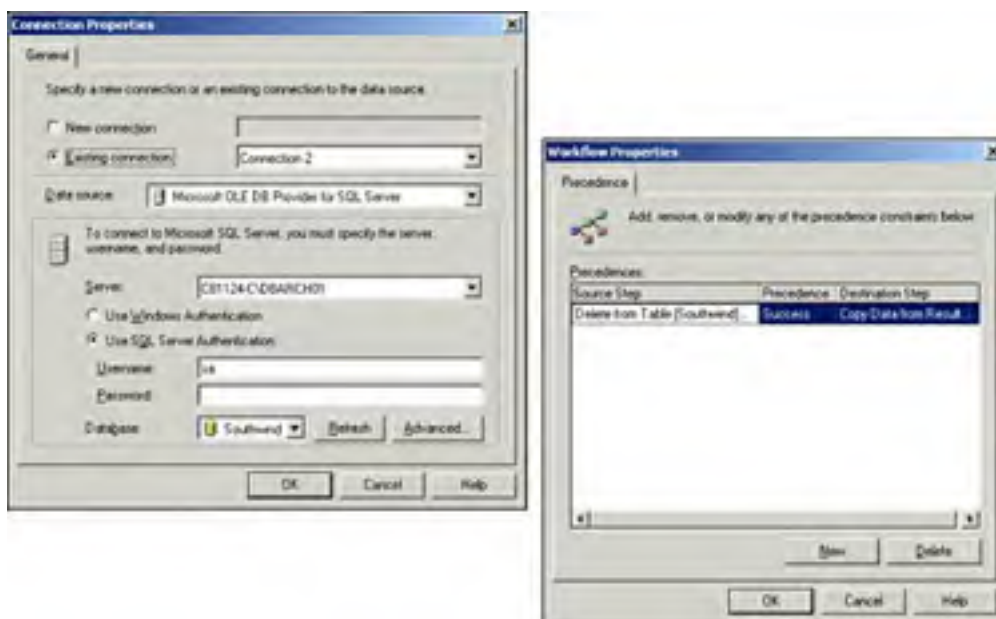 Connection Properties
General
Specify a new connection or an existing connection to the data source.
New connection
Existing connection
Connection 2
Data source:
Microsoft OLE DB Provider for SQL Server
To connect to Microsoft SQL Server, you must specify the server,
username, and password.
Server:
Use Windows Authentication
Use SQL Server Authentication
Username:
sa
Password:
Database:
Southwind
Refresh
Advanced...
OK
Cancel
Help
Workflow Properties
Precedence
Add, remove, or modify any of the precedence constraints below.
Precedences:
Source Step Precedence Destination Step
Delete from Table [Southwind]... Success Copy Data from Result...
New
Delete
OK
Cancel
Help